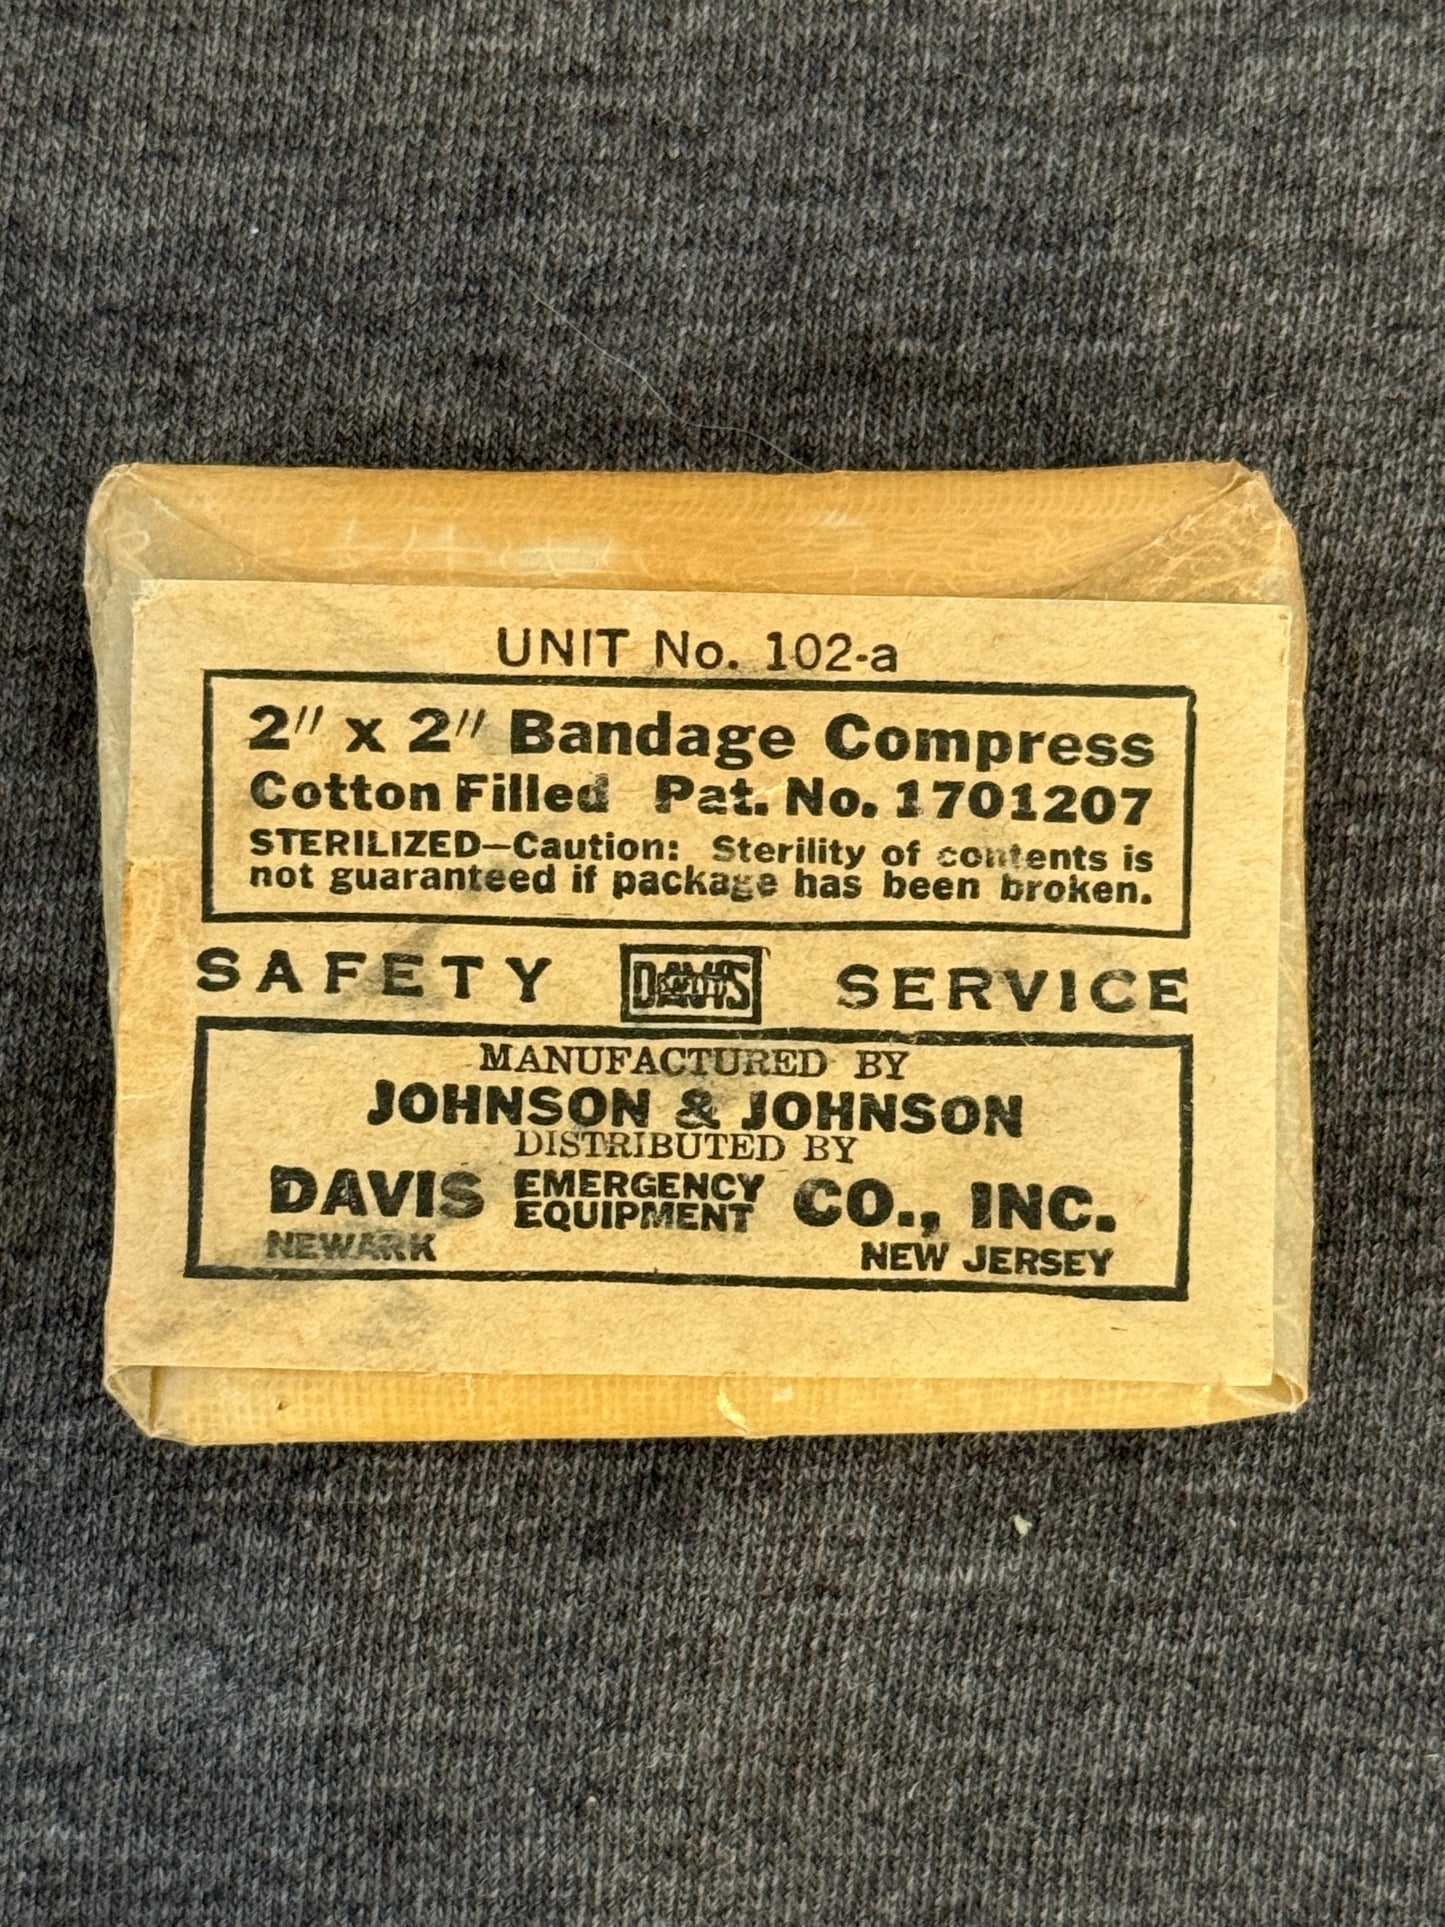 UNIT No. 102-a
2" x 2" Bandage Compress
Cotton Filled Pat. No. 1701207
STERILIZED—Caution: Sterility of contents is
not guaranteed if package has been broken.
SAFETY DAVIS SERVICE
MANUFACTURED BY
JOHNSON & JOHNSON
DISTRIBUTED BY
DAVIS EMERGENCY EQUIPMENT CO., INC.
NEWARK NEW JERSEY